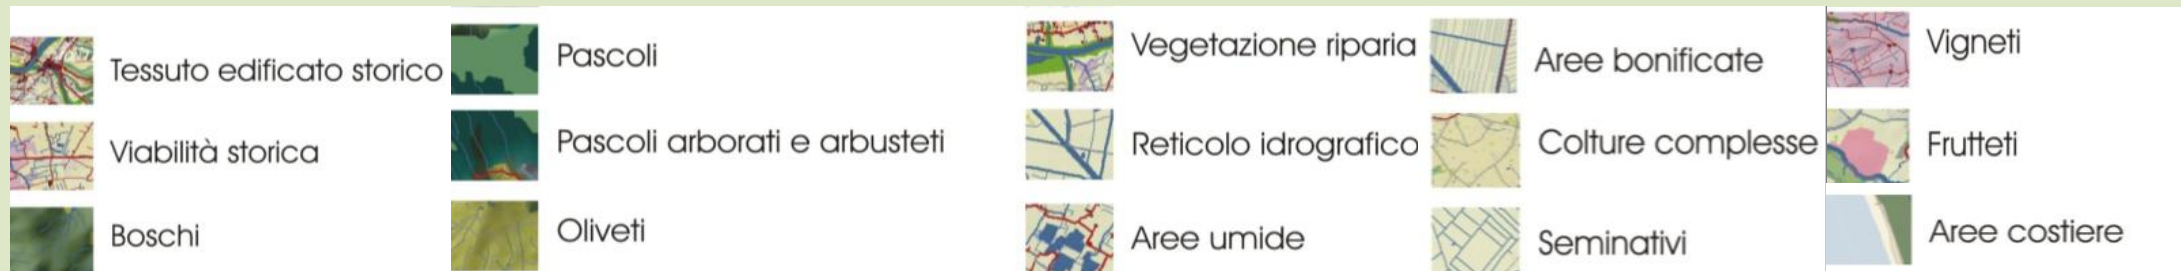 Tessuto edificato storico
Viabilità storica
Boschi
Pascoli
Pascoli arborati e arbusteti
Oliveti
Vegetazione riparia
Reticolo idrografico
Aree umide
Aree bonificate
Colture complesse
Seminativi
Vigneti
Frutteti
Aree costiere